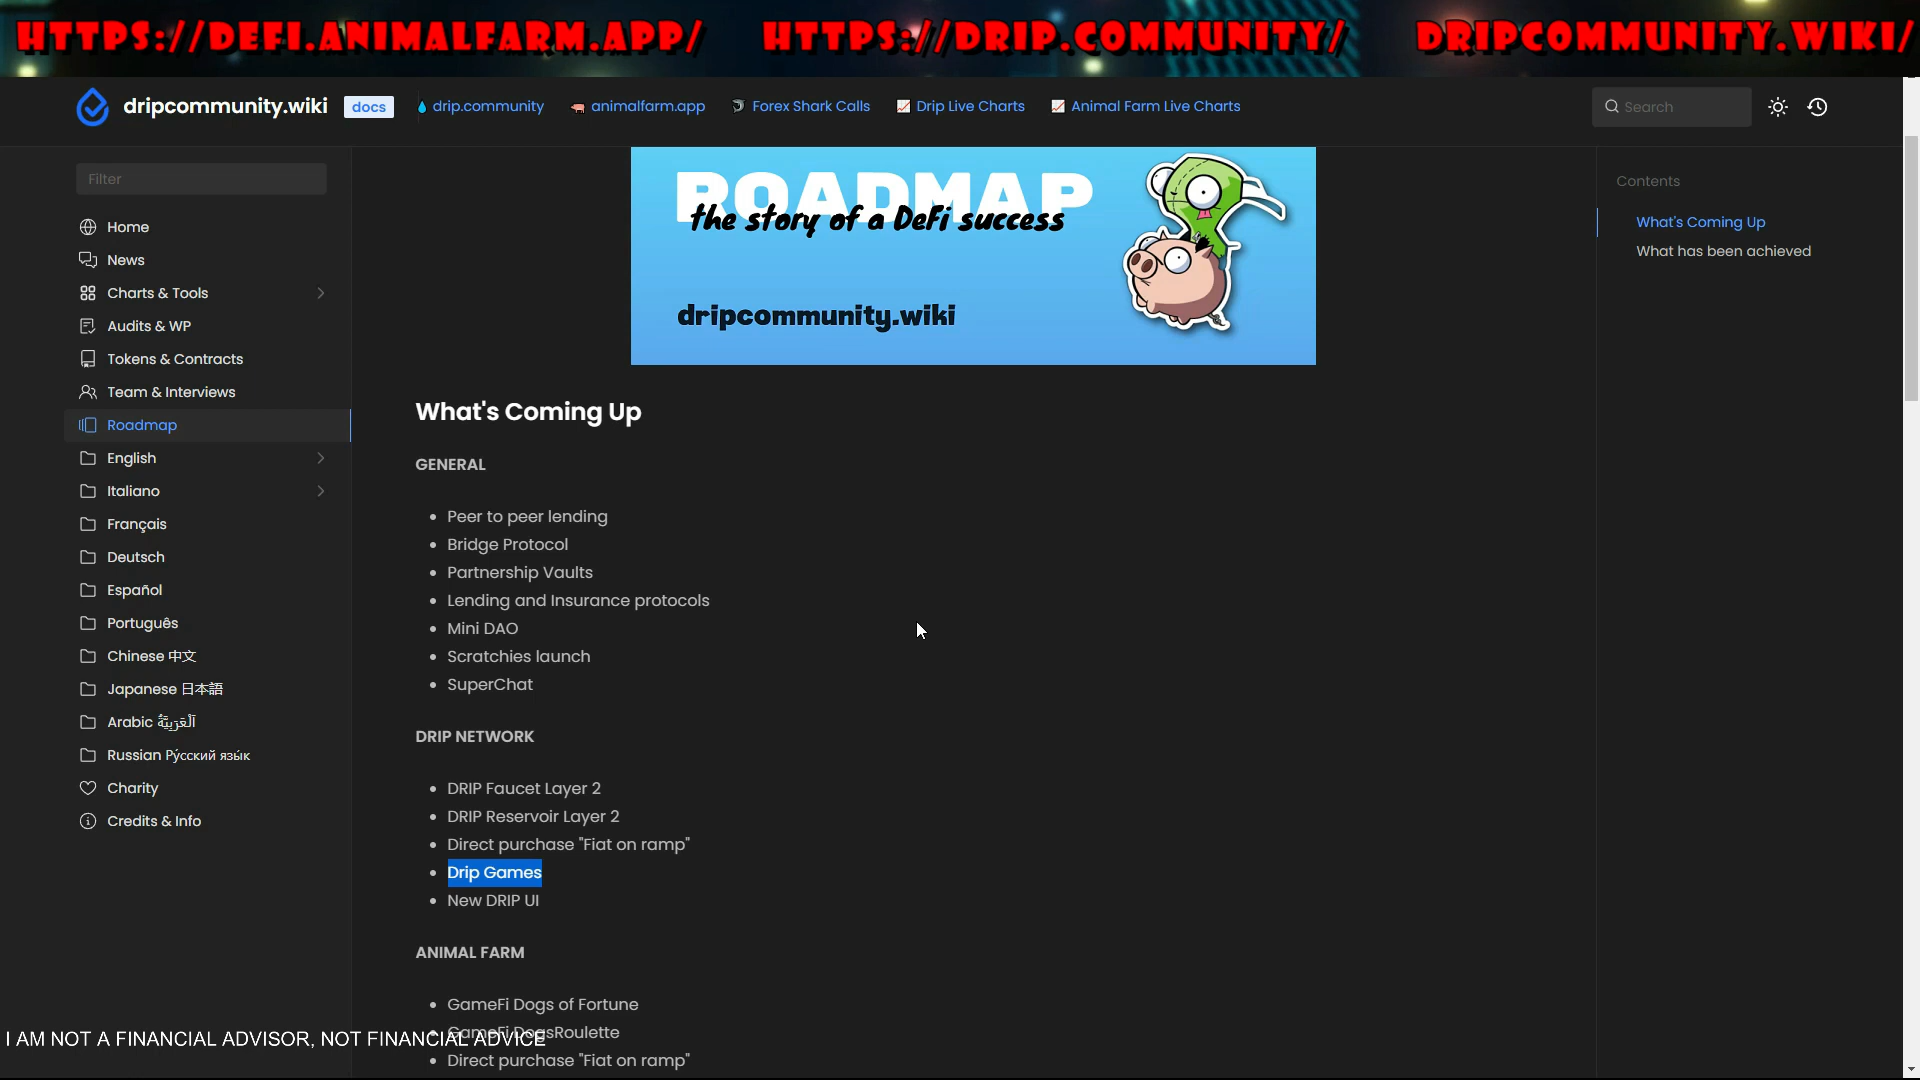 HTTPS://DEFI.ANIMALFARM.APP/ HTTPS://DRIP.COMMUNITY/ DRIPCOMMUNITY.WIKI/
dripcommunity.wiki docs drip.community animalfarm.app Forex Shark Calls Drip Live Charts Animal Farm Live Charts Search
Filter
Home
News
Charts & Tools
Audits & WP
Tokens & Contracts
Team & Interviews
Roadmap
English
Italiano
Français
Deutsch
Español
Português
Chinese 中文
Japanese 日本語
Arabic اَلْعَرَبِيَّةُ
Russian Ру́сский язы́к
Charity
Credits & Info
ROADMAP
the story of a DeFi success
dripcommunity.wiki
What's Coming Up
GENERAL
Peer to peer lending
Bridge Protocol
Partnership Vaults
Lending and Insurance protocols
Mini DAO
Scratchies launch
SuperChat
DRIP NETWORK
DRIP Faucet Layer 2
DRIP Reservoir Layer 2
Direct purchase "Fiat on ramp"
Drip Games
New DRIP UI
ANIMAL FARM
GameFi Dogs of Fortune
GameFi DogsRoulette
Direct purchase "Fiat on ramp"
Contents
What's Coming Up
What has been achieved
I AM NOT A FINANCIAL ADVISOR, NOT FINANCIAL ADVICE